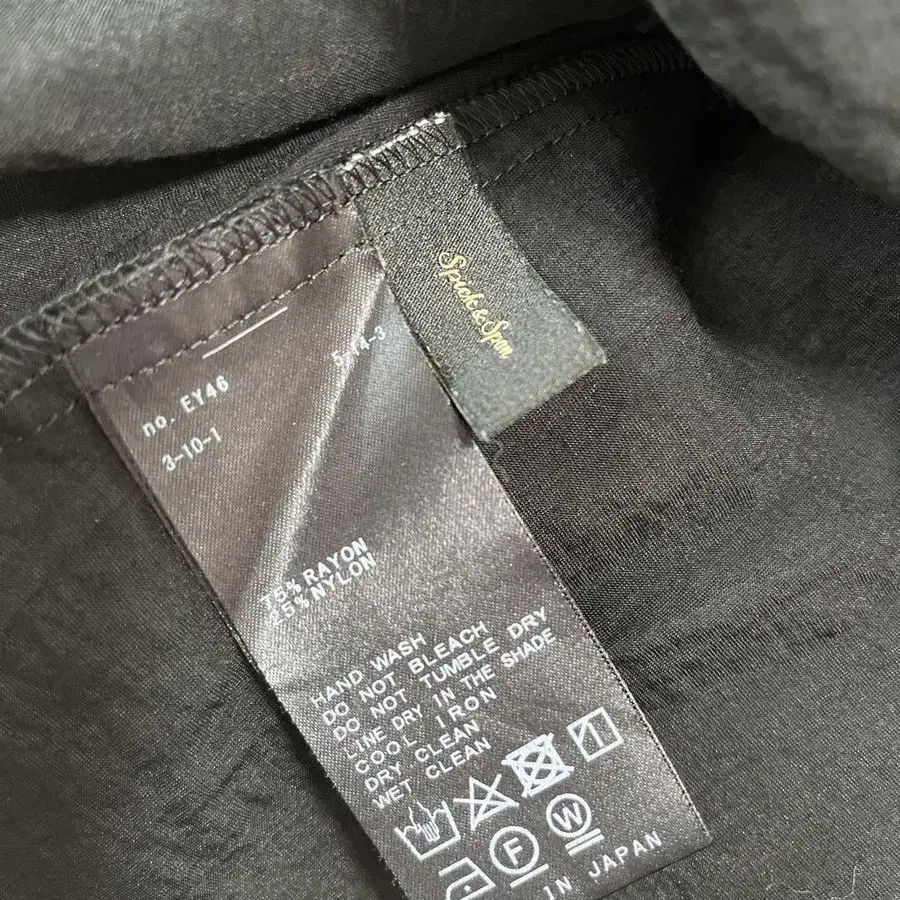 Spick & Span
no. EY46
3-10-1
75% RAYON
25% NYLON
HAND WASH
DO NOT BLEACH
DO NOT TUMBLE DRY
LINE DRY IN THE SHADE
COOL IRON
DRY CLEAN
WET CLEAN
F
W
IN JAPAN